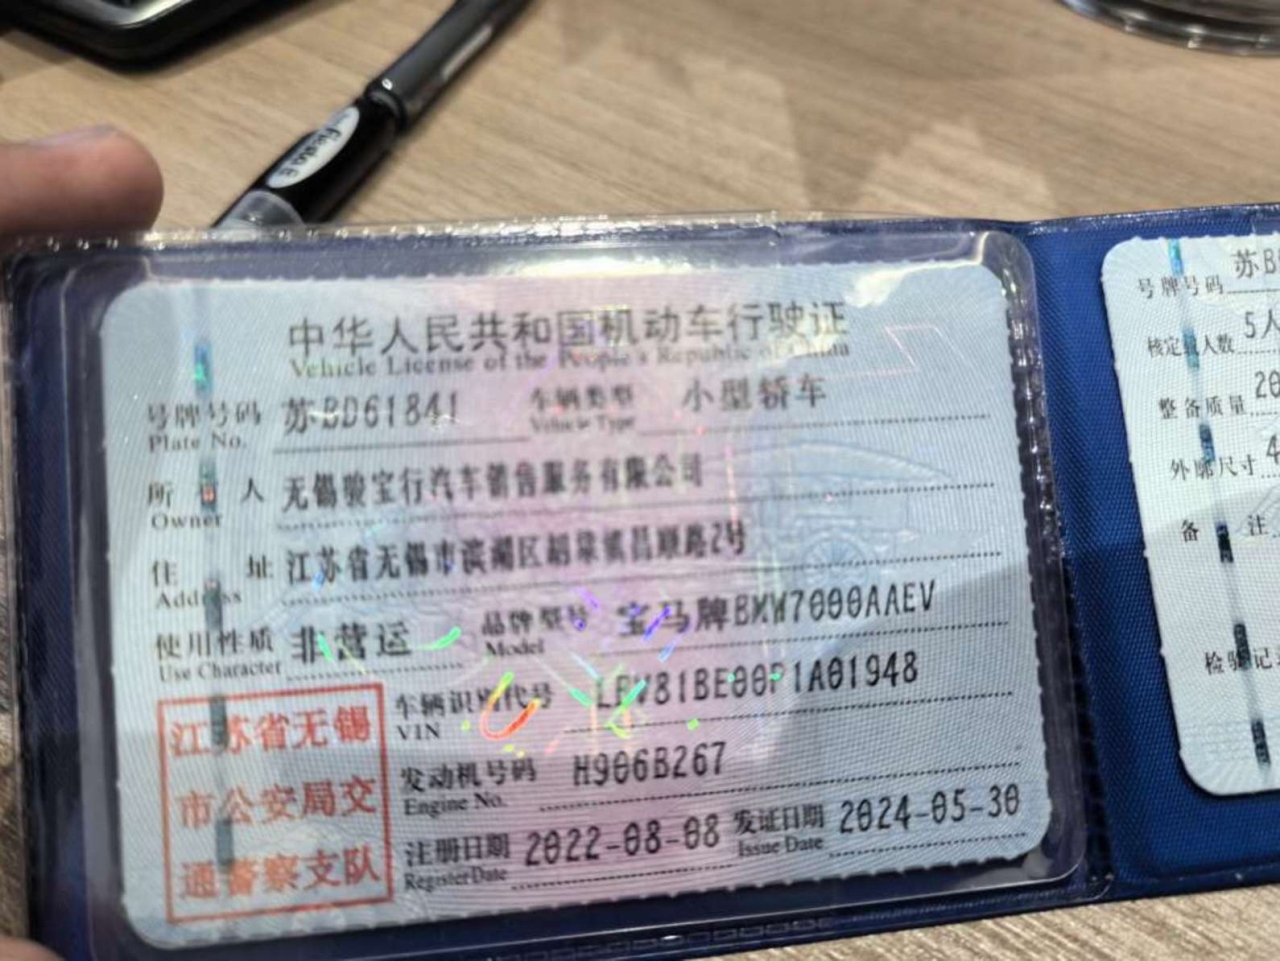 fiesta E
中华人民共和国机动车行驶证
Vehicle License of the People's Republic of China
号牌号码 苏BD61841 车辆类型 小型轿车
Plate No. Vehicle Type
所 人 无锡骏宝行汽车销售服务有限公司
Owner
住 址 江苏省无锡市滨湖区胡埭镇昌顺路2号
Address
使用性质 非营运 品牌型号 宝马牌BMW7000AAEV
Use Character Model
车辆识别代号 LBV81BE00P1A01948
VIN
发动机号码 H906B267
Engine No.
注册日期 2022-08-08 发证日期 2024-05-30
Register Date Issue Date
江苏省无锡
市公安局交
通警察支队
号牌号码 苏B
核定载人数 5人
整备质量 20
外廓尺寸 4
备 注
检验记